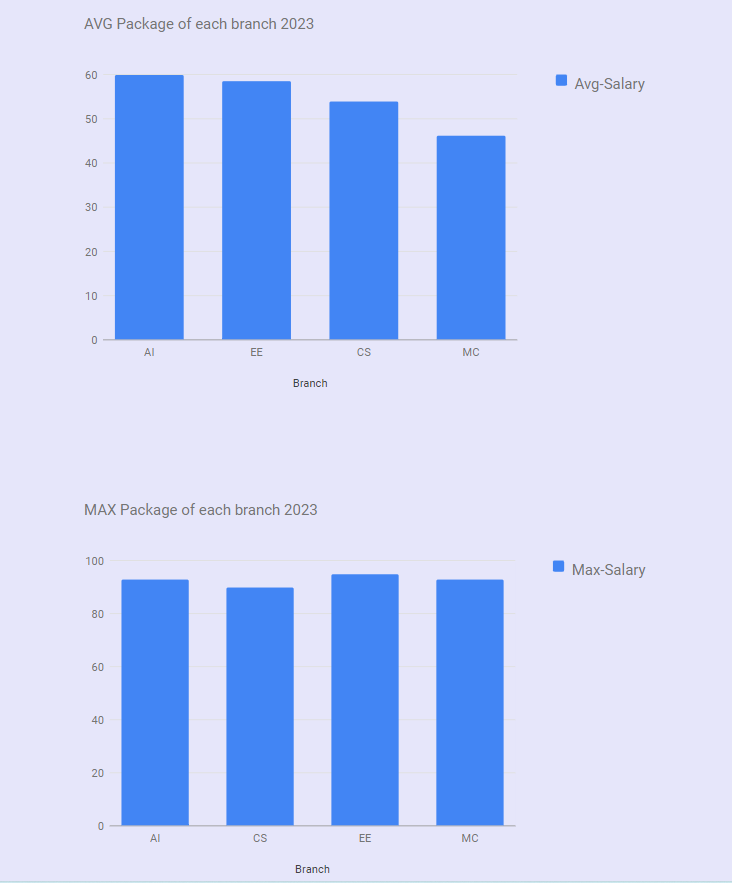 AVG Package of each branch 2023
60
Avg-Salary
50
40
30
20
10
0
AI EE CS MC
Branch
MAX Package of each branch 2023
100
Max-Salary
80
60
40
20
0
AI CS EE MC
Branch